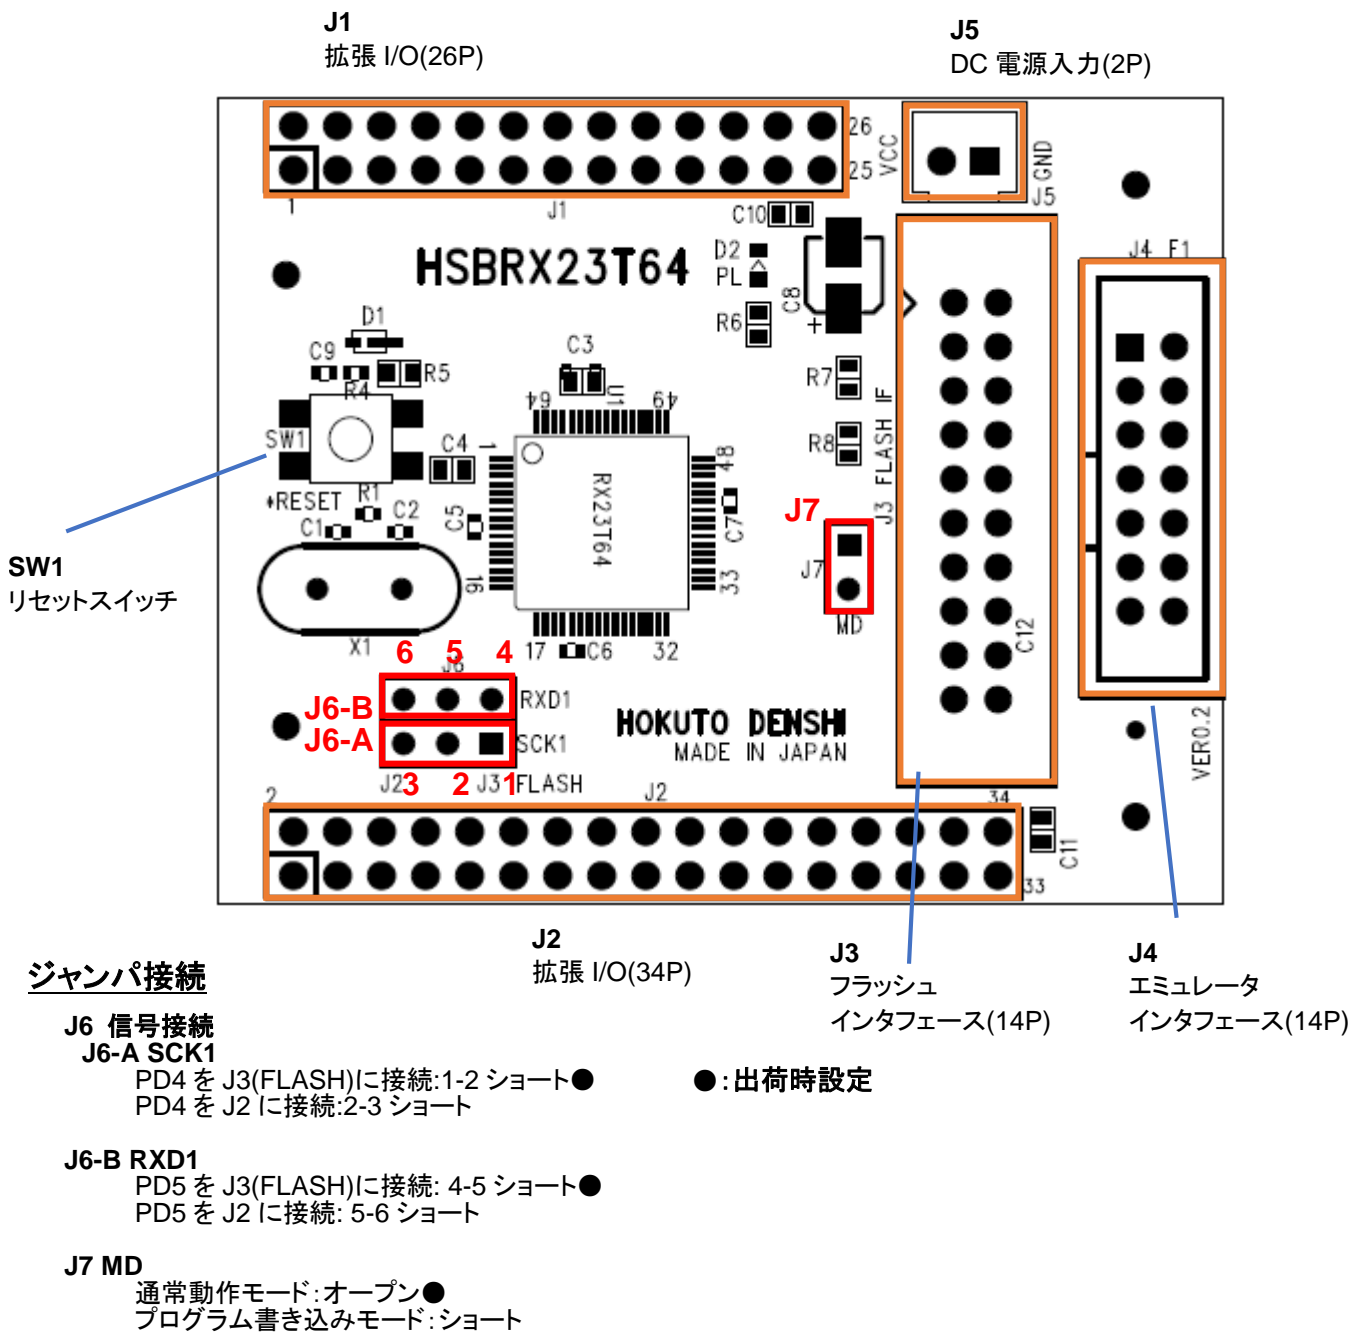 J1
拡張 I/O(26P)
J5
DC 電源入力(2P)
26
25
VCC
GND
J5
1
J1
C10
HSBRX23T64
D2
PL
C8
+
R6
J4 E1
D1
C9
R4
R5
C3
U1
64
49
R7
R8
J3 FLASH IF
SW1
C4
1
48
*RESET
R1
C1
C2
C5
RX23T64
C7
J7
J7
MD
16
33
X1
17
C6
32
C12
SW1
リセットスイッチ
6 5 4
J6
J6-B
RXD1
J6-A
SCK1
J2 3 2 J3 1 FLASH
HOKUTO DENSHI
MADE IN JAPAN
VER0.2
2
J2
34
33
C11
J2
拡張 I/O(34P)
J3
フラッシュ
インタフェース(14P)
J4
エミュレータ
インタフェース(14P)
ジャンパ接続
J6 信号接続
J6-A SCK1
PD4 を J3(FLASH)に接続:1-2 ショート●
●:出荷時設定
PD4 を J2 に接続:2-3 ショート
J6-B RXD1
PD5 を J3(FLASH)に接続: 4-5 ショート●
PD5 を J2 に接続: 5-6 ショート
J7 MD
通常動作モード:オープン●
プログラム書き込みモード:ショート